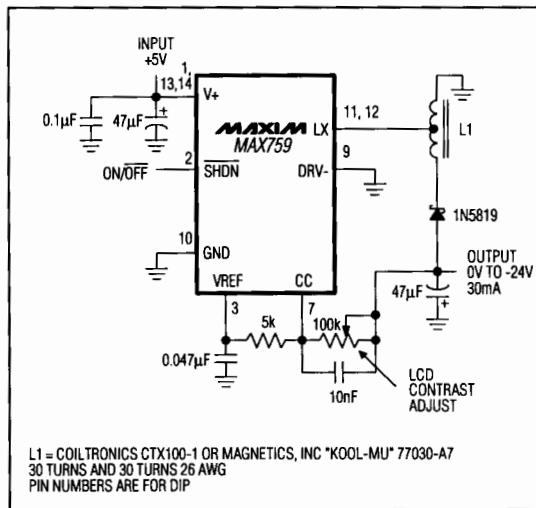 INPUT
+5V
1,
13,14
V+
0.1µF
47µF
+
MAXIM
MAX759
LX
11, 12
L1
9
DRV-
2
ON/O̅F̅F̅
S̅H̅D̅N̅
1N5819
10
GND
OUTPUT
0V TO -24V
30mA
VREF
CC
47µF
+
3
7
5k
100k
0.047µF
10nF
LCD
CONTRAST
ADJUST
L1 = COILTRONICS CTX100-1 OR MAGNETICS, INC "KOOL-MU" 77030-A7
30 TURNS AND 30 TURNS 26 AWG
PIN NUMBERS ARE FOR DIP